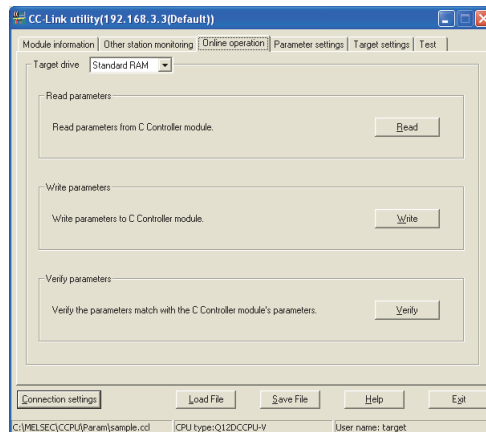 CC-Link utility(192.168.3.3(Default))
Module information Other station monitoring Online operation Parameter settings Target settings Test
Target drive Standard RAM
Read parameters
Read parameters from C Controller module. Read
Write parameters
Write parameters to C Controller module. Write
Verify parameters
Verify the parameters match with the C Controller module's parameters. Verify
Connection settings Load File Save File Help Exit
C:\MELSEC\CCPU\Param\sample.ccl CPU type:Q12DCCPU-V User name: target